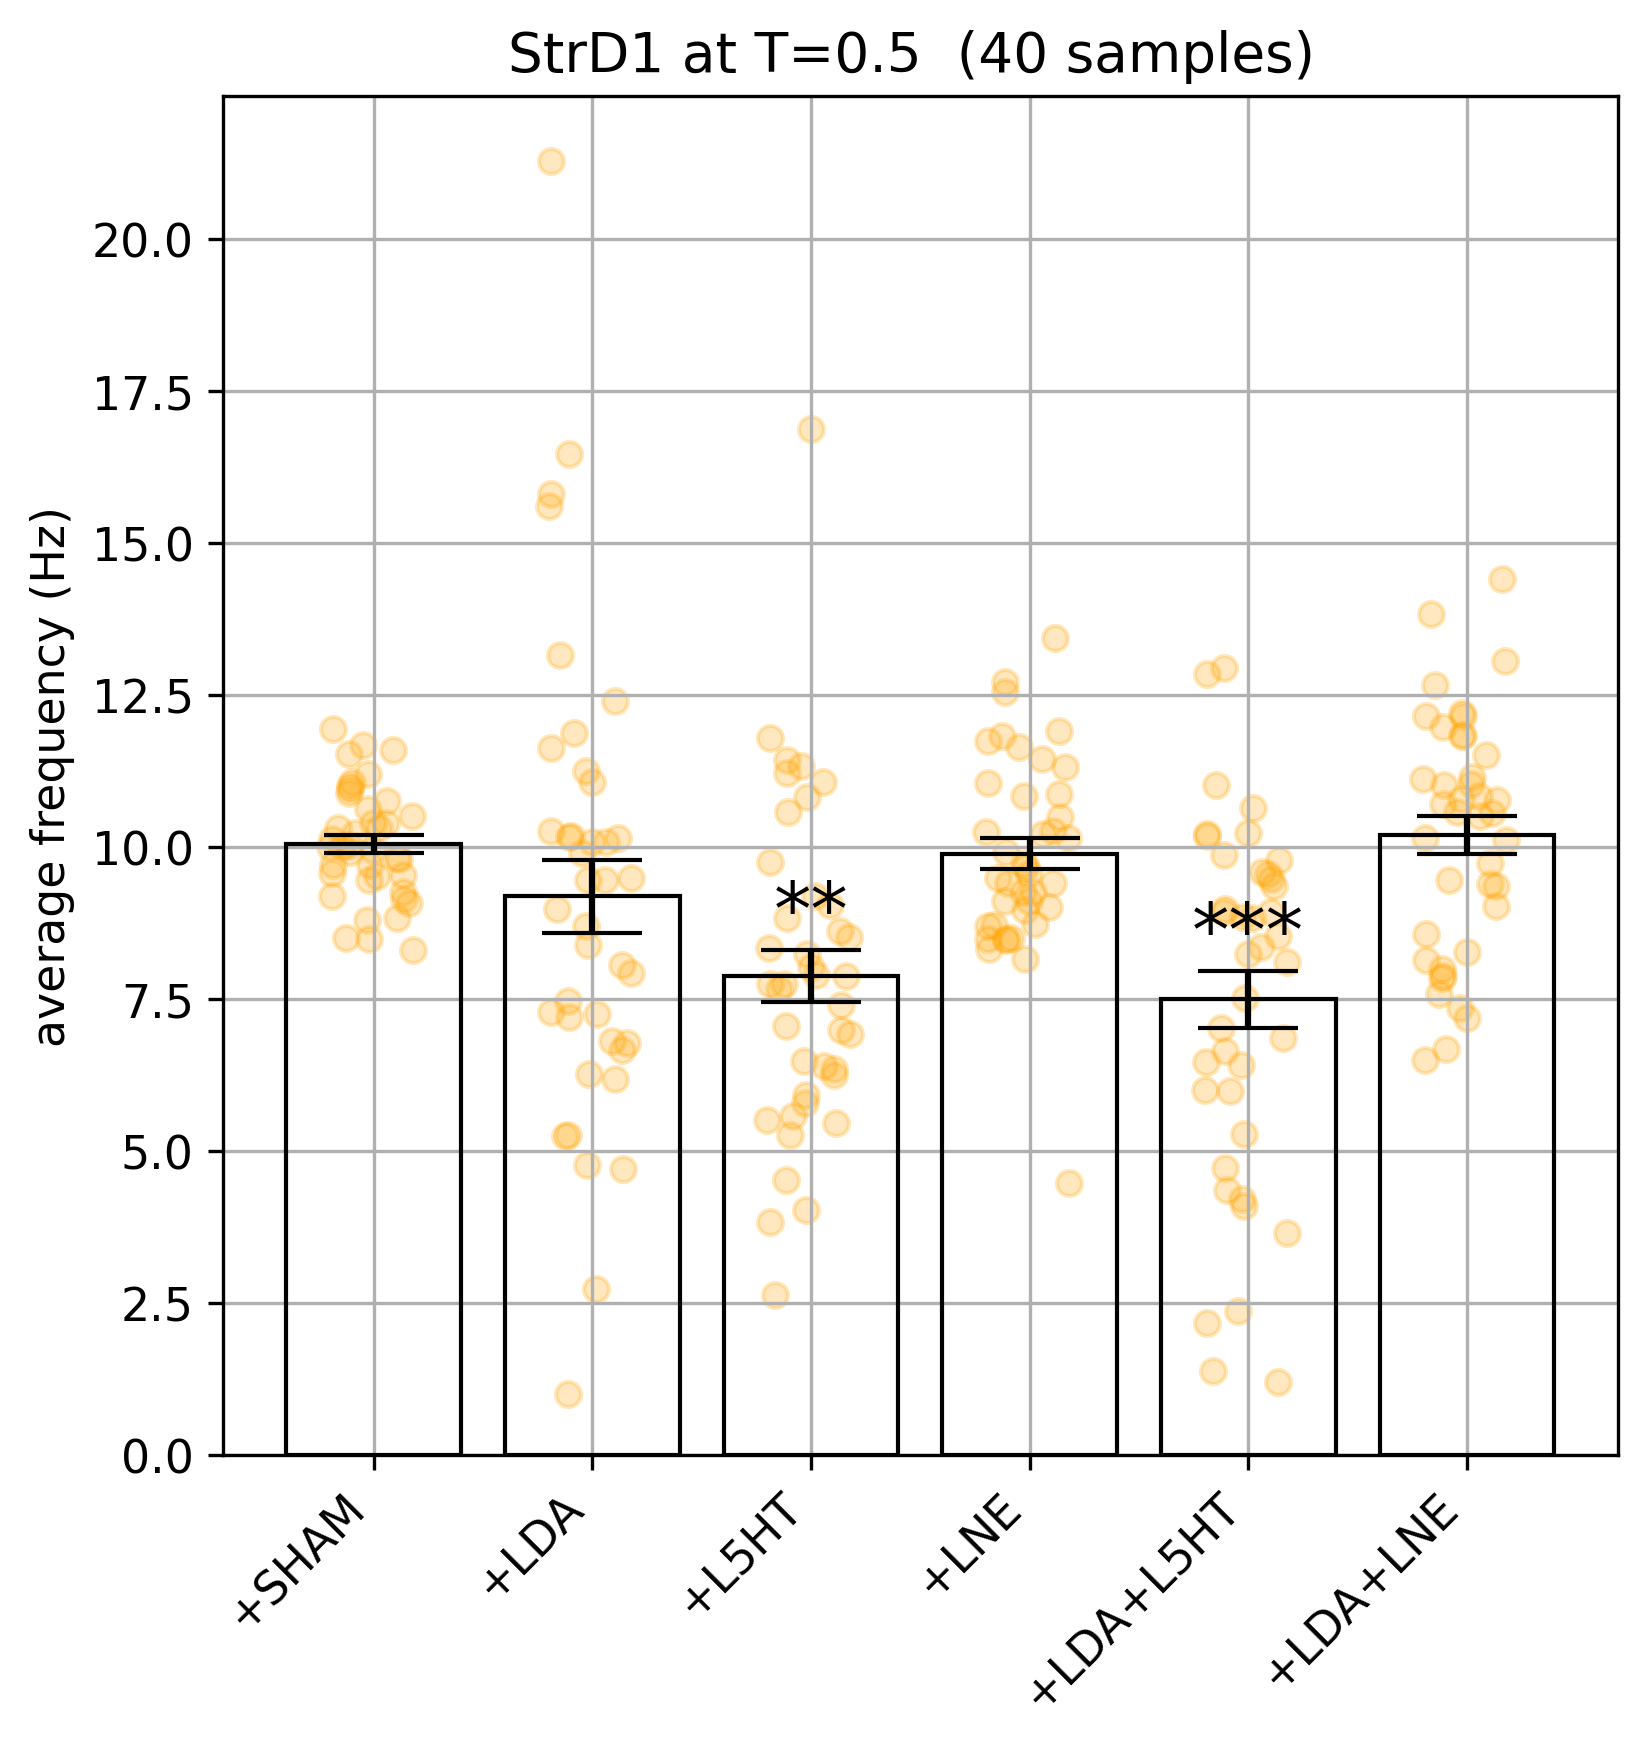 StrD1 at T=0.5  (40 samples)
average frequency (Hz)
20.0
17.5
15.0
12.5
10.0
7.5
5.0
2.5
0.0
**
***
+SHAM
+LDA
+L5HT
+LNE
+LDA+L5HT
+LDA+LNE